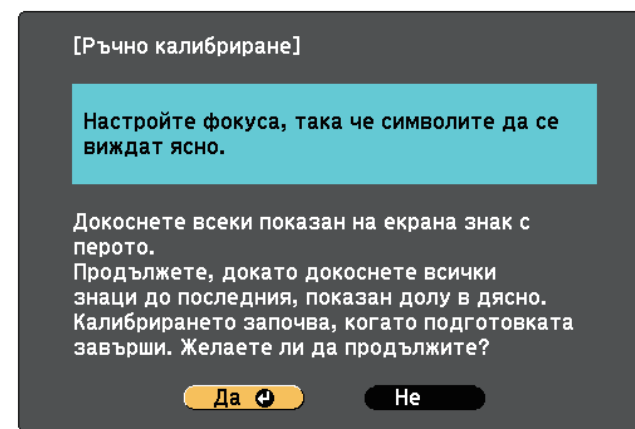 [Ръчно калибриране]
Настройте фокуса, така че символите да се
виждат ясно.
Докоснете всеки показан на екрана знак с
перото.
Продължете, докато докоснете всички
знаци до последния, показан долу в дясно.
Калибрирането започва, когато подготовката
завърши. Желаете ли да продължите?
Да Не